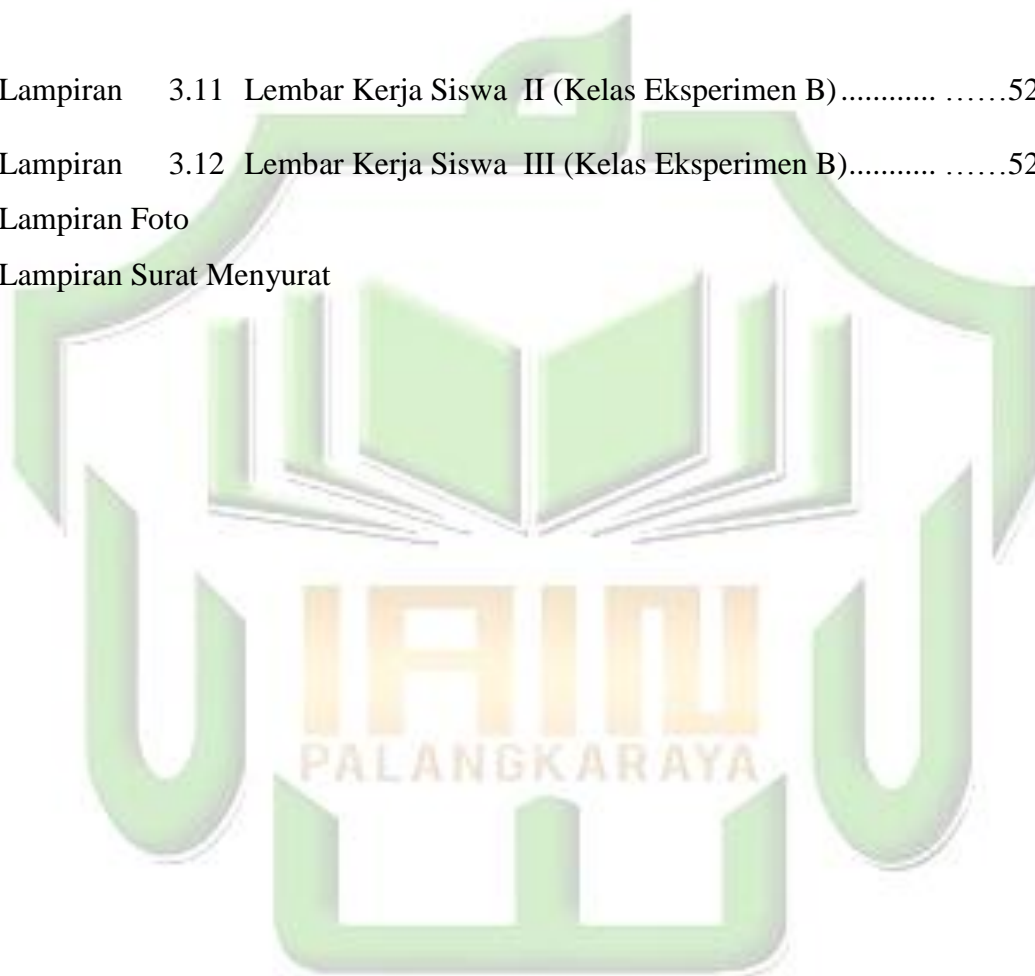 Lampiran 3.11 Lembar Kerja Siswa II (Kelas Eksperimen B)............ ……52
Lampiran 3.12 Lembar Kerja Siswa III (Kelas Eksperimen B)........... ……52
Lampiran Foto
Lampiran Surat Menyurat
IAIN
PALANGKARAYA